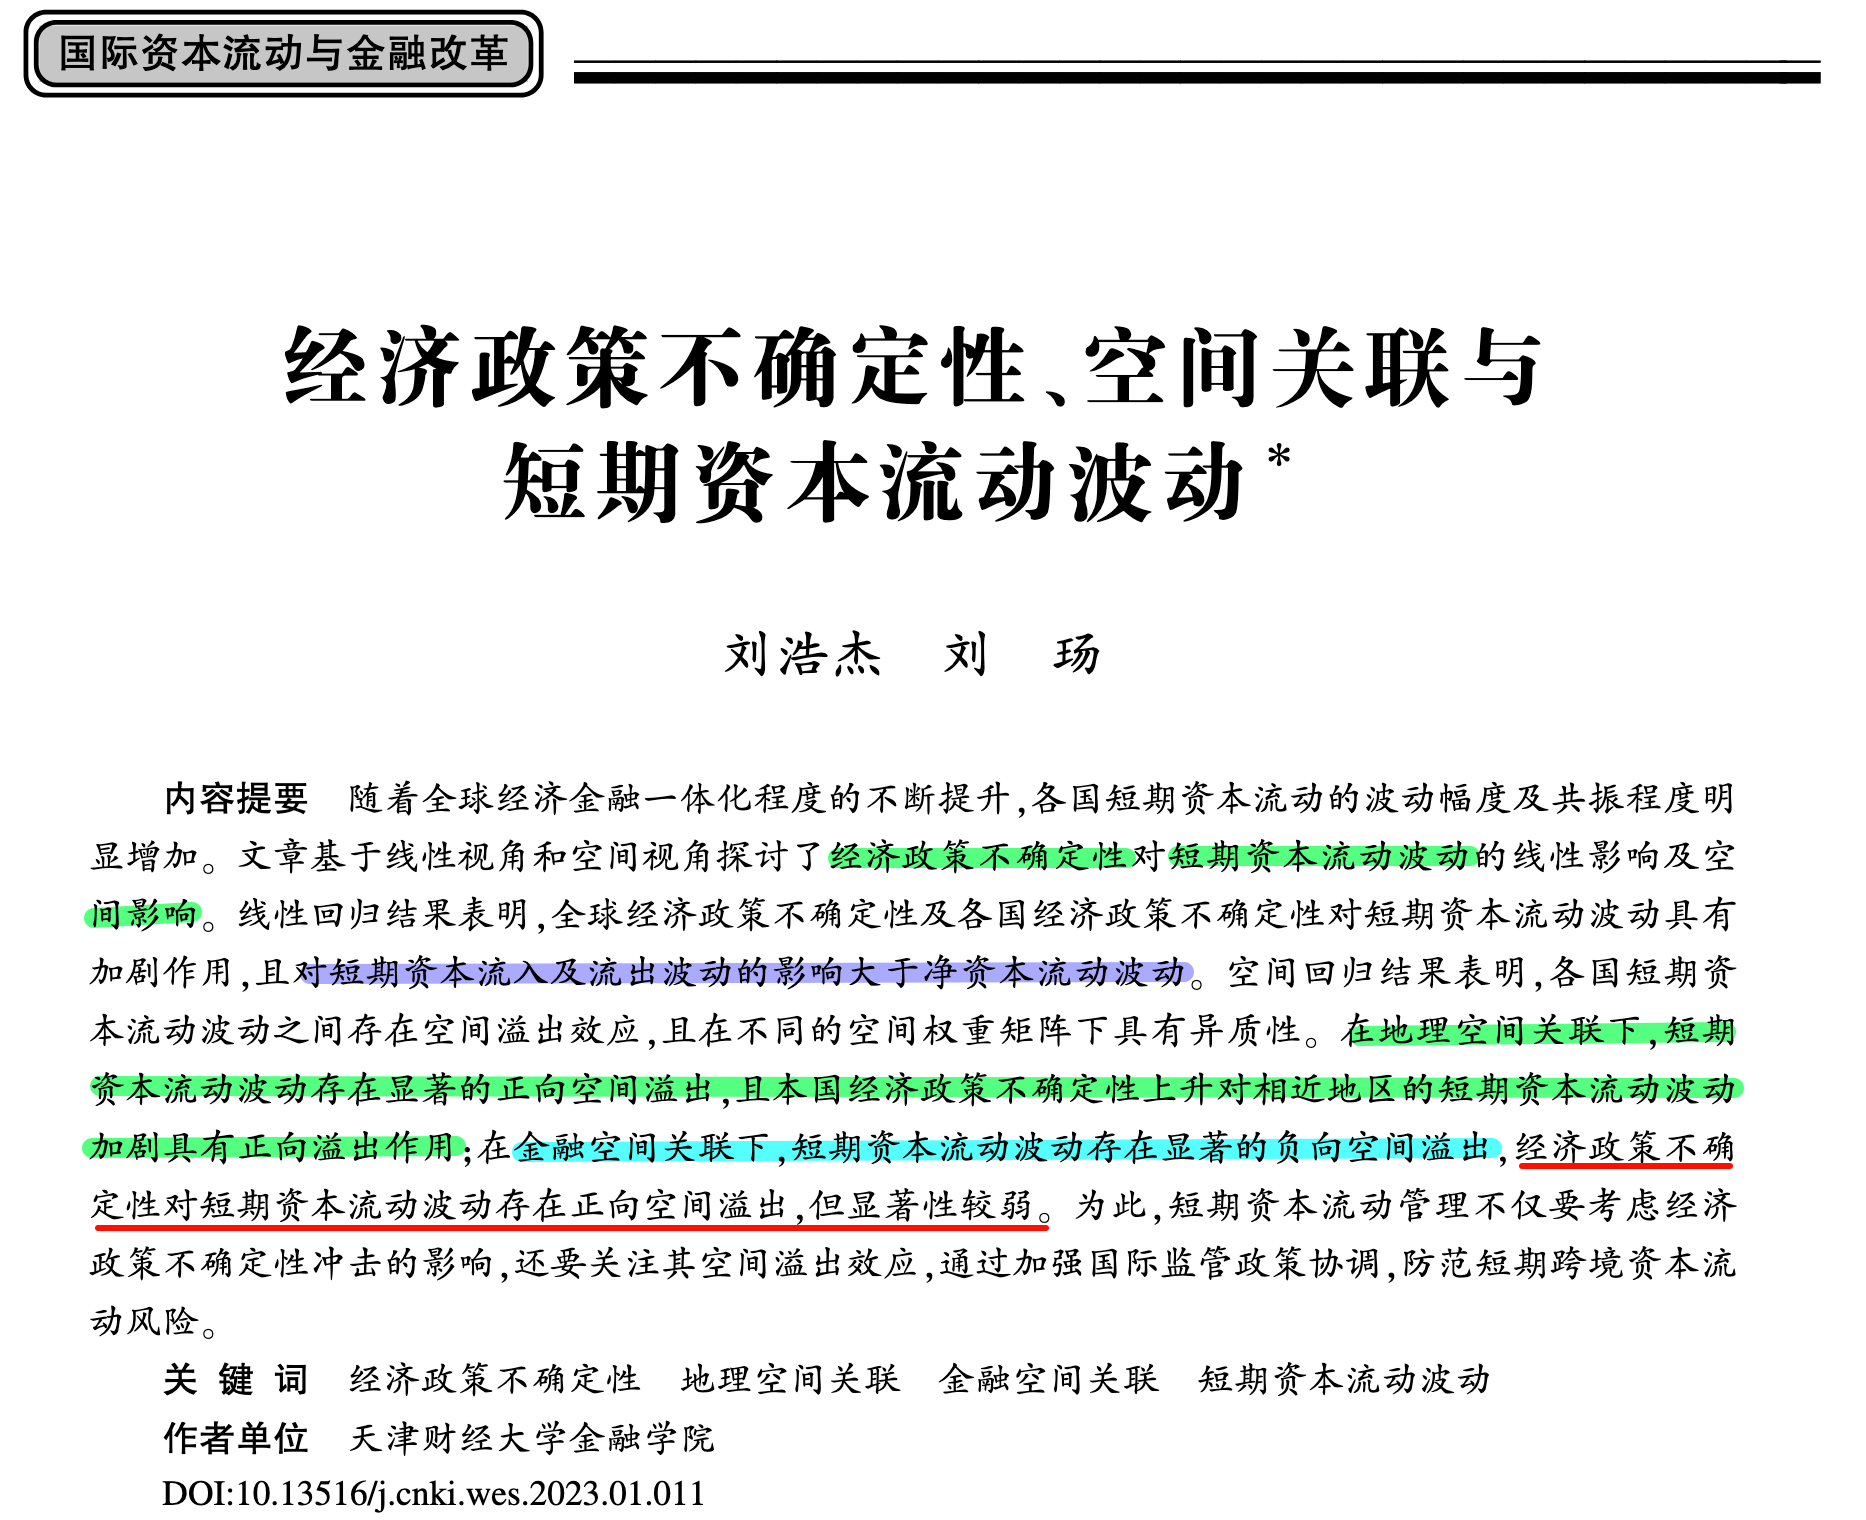 国际资本流动与金融改革
经济政策不确定性、空间关联与
短期资本流动波动*
刘浩杰 刘 玚
内容提要 随着全球经济金融一体化程度的不断提升,各国短期资本流动的波动幅度及共振程度明
显增加。文章基于线性视角和空间视角探讨了经济政策不确定性对短期资本流动波动的线性影响及空
间影响。线性回归结果表明,全球经济政策不确定性及各国经济政策不确定性对短期资本流动波动具有
加剧作用,且对短期资本流入及流出波动的影响大于净资本流动波动。空间回归结果表明,各国短期资
本流动波动之间存在空间溢出效应,且在不同的空间权重矩阵下具有异质性。在地理空间关联下,短期
资本流动波动存在显著的正向空间溢出,且本国经济政策不确定性上升对相近地区的短期资本流动波动
加剧具有正向溢出作用;在金融空间关联下,短期资本流动波动存在显著的负向空间溢出,经济政策不确
定性对短期资本流动波动存在正向空间溢出,但显著性较弱。为此,短期资本流动管理不仅要考虑经济
政策不确定性冲击的影响,还要关注其空间溢出效应,通过加强国际监管政策协调,防范短期跨境资本流
动风险。
关 键 词 经济政策不确定性 地理空间关联 金融空间关联 短期资本流动波动
作者单位 天津财经大学金融学院
DOI:10.13516/j.cnki.wes.2023.01.011